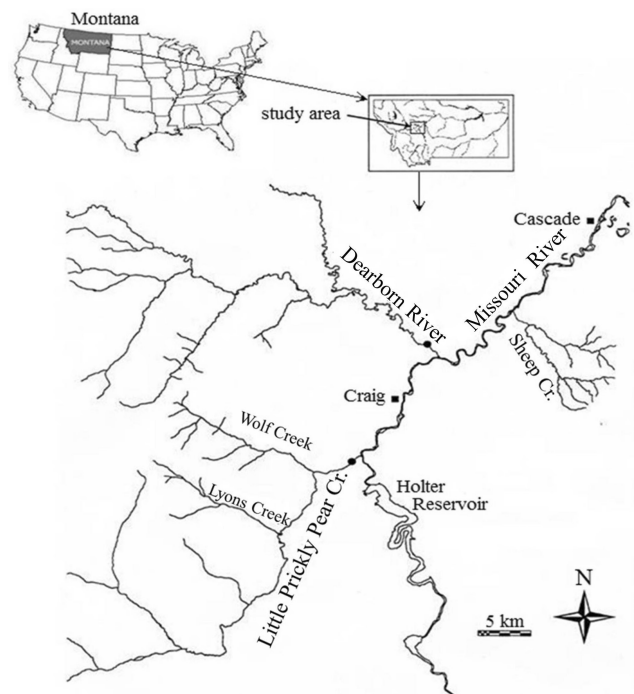 Montana
MONTANA
study area
Cascade
Dearborn River
Missouri River
Sheep Cr.
Craig
Wolf Creek
Lyons Creek
Little Prickly Pear Cr.
Holter
Reservoir
N
5 km